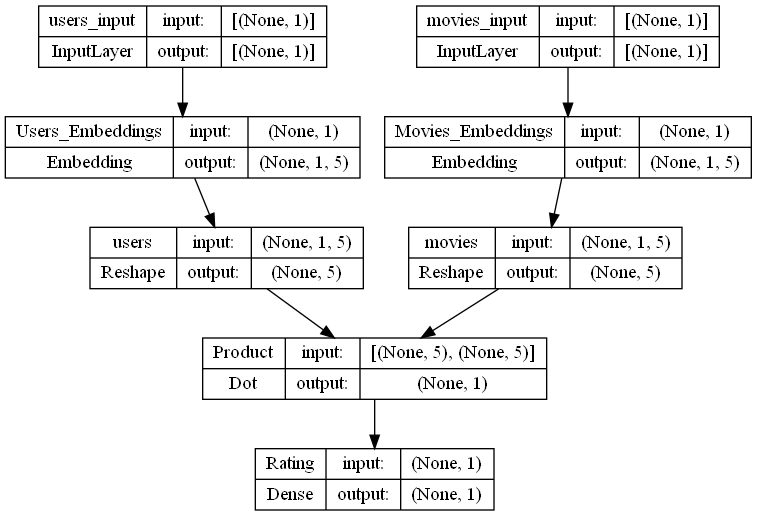 users_input input: [(None, 1)]
InputLayer output: [(None, 1)]
movies_input input: [(None, 1)]
InputLayer output: [(None, 1)]
Users_Embeddings input: (None, 1)
Embedding output: (None, 1, 5)
Movies_Embeddings input: (None, 1)
Embedding output: (None, 1, 5)
users input: (None, 1, 5)
Reshape output: (None, 5)
movies input: (None, 1, 5)
Reshape output: (None, 5)
Product input: [(None, 5), (None, 5)]
Dot output: (None, 1)
Rating input: (None, 1)
Dense output: (None, 1)